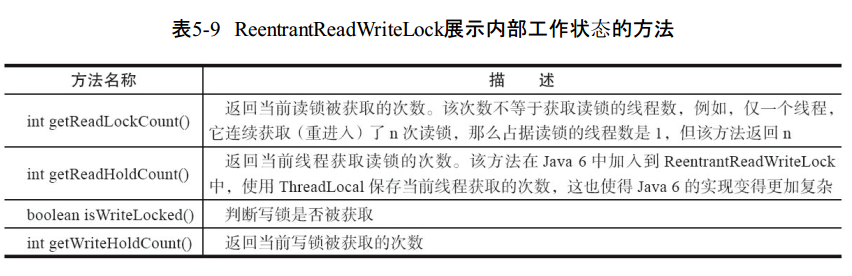 表5-9 ReentrantReadWriteLock展示内部工作状态的方法
方法名称 描 述
int getReadLockCount() 返回当前读锁被获取的次数。该次数不等于获取读锁的线程数,例如,仅一个线程,
它连续获取(重进入)了 n 次读锁,那么占据读锁的线程数是 1,但该方法返回 n
int getReadHoldCount() 返回当前线程获取读锁的次数。该方法在 Java 6 中加入到 ReentrantReadWriteLock
中,使用 ThreadLocal 保存当前线程获取的次数,这也使得 Java 6 的实现变得更加复杂
boolean isWriteLocked() 判断写锁是否被获取
int getWriteHoldCount() 返回当前写锁被获取的次数